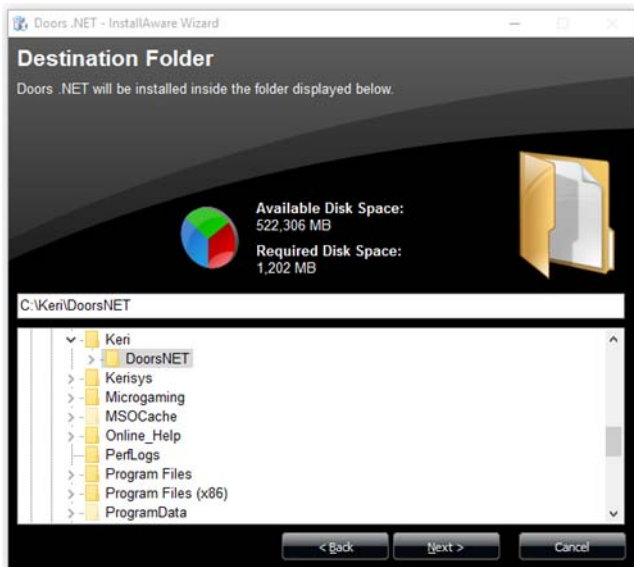 Doors .NET - InstallAware Wizard
Destination Folder
Doors .NET will be installed inside the folder displayed below.
Available Disk Space:
522,306 MB
Required Disk Space:
1,202 MB
C:\Keri\DoorsNET
Keri
DoorsNET
Kerisys
Microgaming
MSOCache
Online_Help
PerfLogs
Program Files
Program Files (x86)
ProgramData
< Back
Next >
Cancel